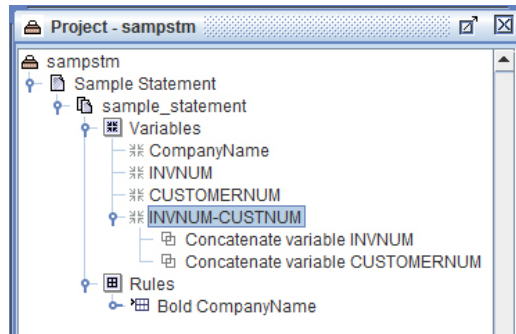 Project - sampstm
sampstm
Sample Statement
sample_statement
Variables
CompanyName
INVNUM
CUSTOMERNUM
INVNUM-CUSTNUM
Concatenate variable INVNUM
Concatenate variable CUSTOMERNUM
Rules
Bold CompanyName